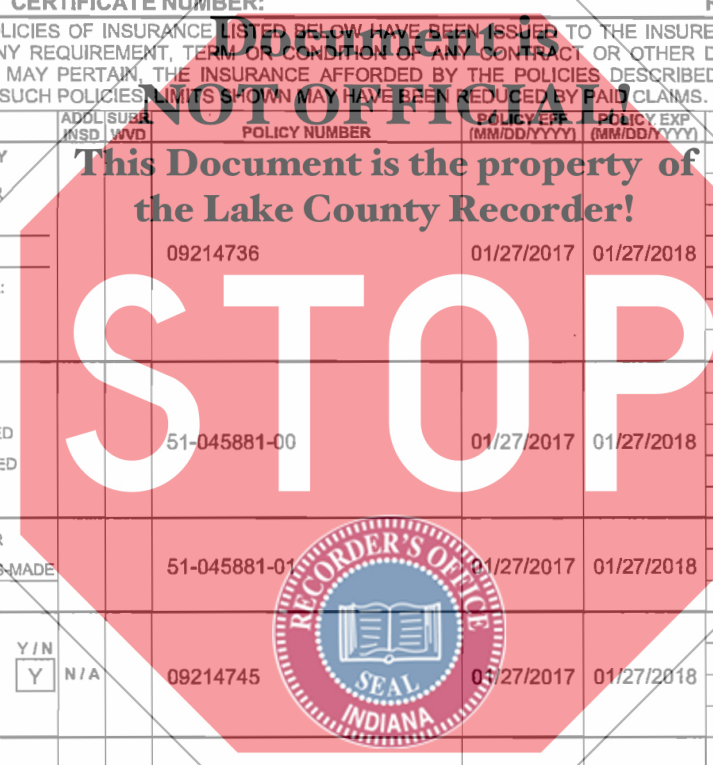 CERTIFICATE NUMBER:
LICIES OF INSURANCE LISTED BELOW HAVE BEEN ISSUED TO THE INSURE
NY REQUIREMENT, TERM OR CONDITION OF ANY CONTRACT OR OTHER D
MAY PERTAIN, THE INSURANCE AFFORDED BY THE POLICIES DESCRIBED
SUCH POLICIES. LIMITS SHOWN MAY HAVE BEEN REDUCED BY PAID CLAIMS.
Document is
NOT OFFICIAL!
This Document is the property of
the Lake County Recorder!
ADDL SUBR
INSD WVD POLICY NUMBER POLICY EFF (MM/DD/YYYY) POLICY EXP (MM/DD/YYYY)
Y
R
09214736 01/27/2017 01/27/2018
STOP
ED
51-045881-00 01/27/2017 01/27/2018
ED
R
S-MADE 51-045881-01 01/27/2017 01/27/2018
RECORDER'S OFFICE
SEAL
INDIANA
Y / N
Y N / A 09214745 01/27/2017 01/27/2018